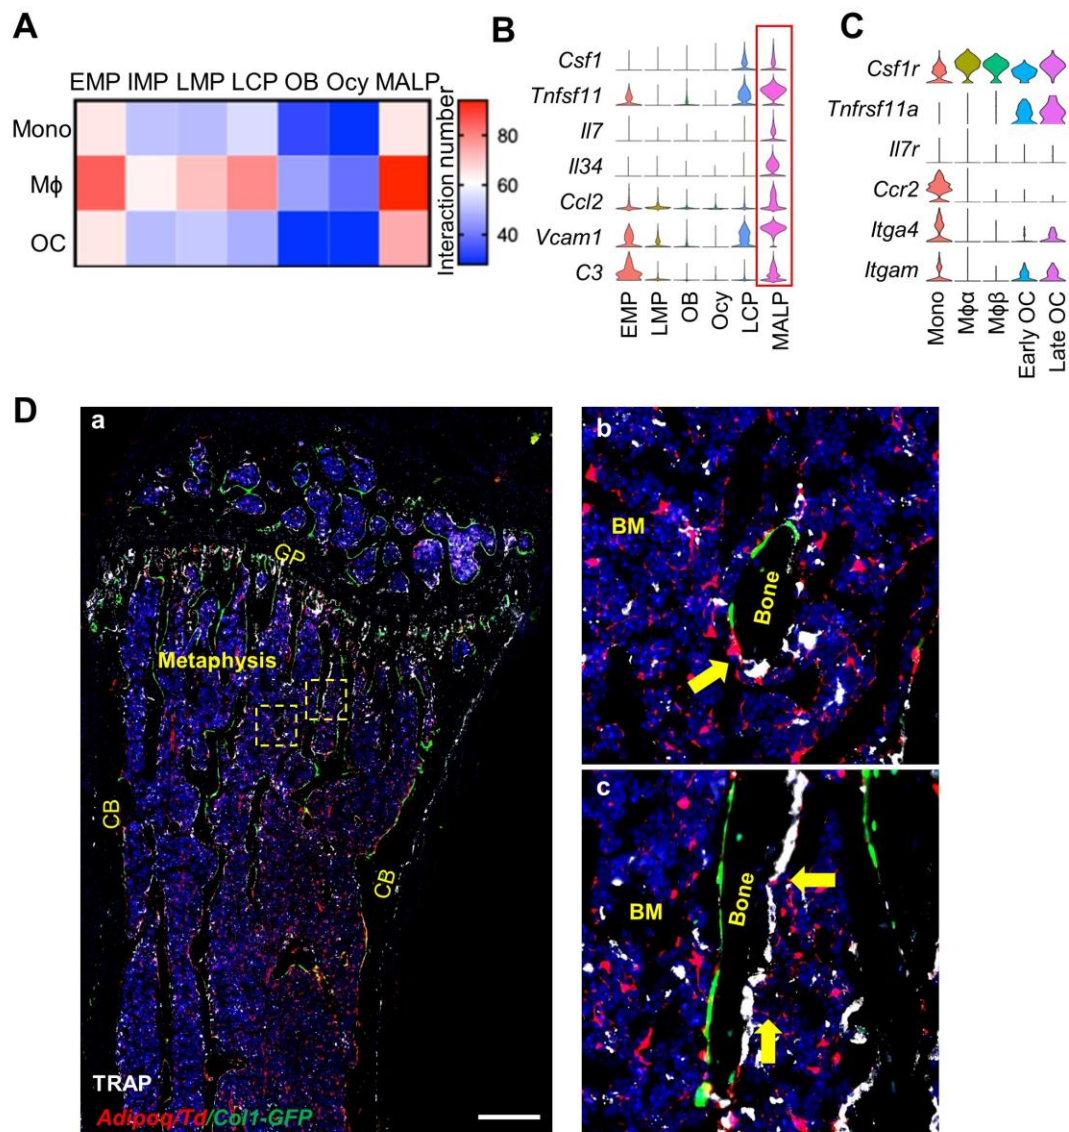 A
EMP IMP LMP LCP OB Ocy MALP
Mono
Mϕ
OC
80
60
40
Interaction number
B
Csf1
Tnfsf11
Il7
Il34
Ccl2
Vcam1
C3
EMP
LMP
OB
Ocy
LCP
MALP
C
Csf1r
Tnfrsf11a
Il7r
Ccr2
Itga4
Itgam
Mono
Mϕα
Mϕβ
Early OC
Late OC
D
a
GP
Metaphysis
CB
CB
TRAP
Adipoq/Td/Col1-GFP
b
BM
Bone
c
BM
Bone